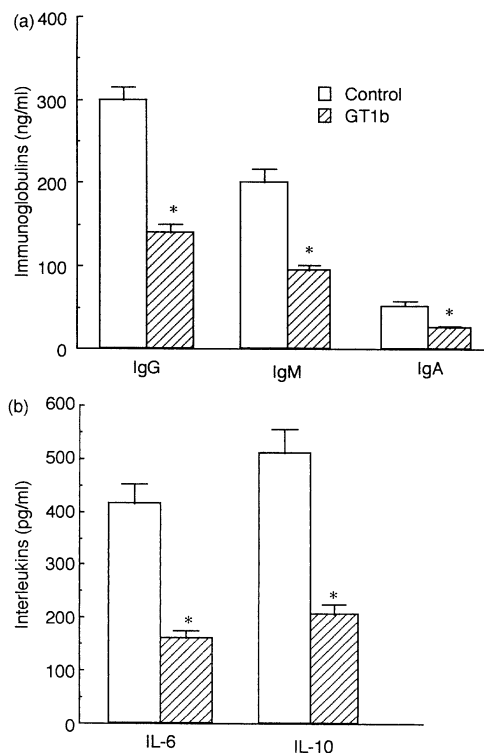 (a)
400
300
200
100
0
Immunoglobulins (ng/ml)
Control
GT1b
*
*
*
IgG IgM IgA
(b)
600
500
400
300
200
100
0
Interleukins (pg/ml)
*
*
IL-6 IL-10